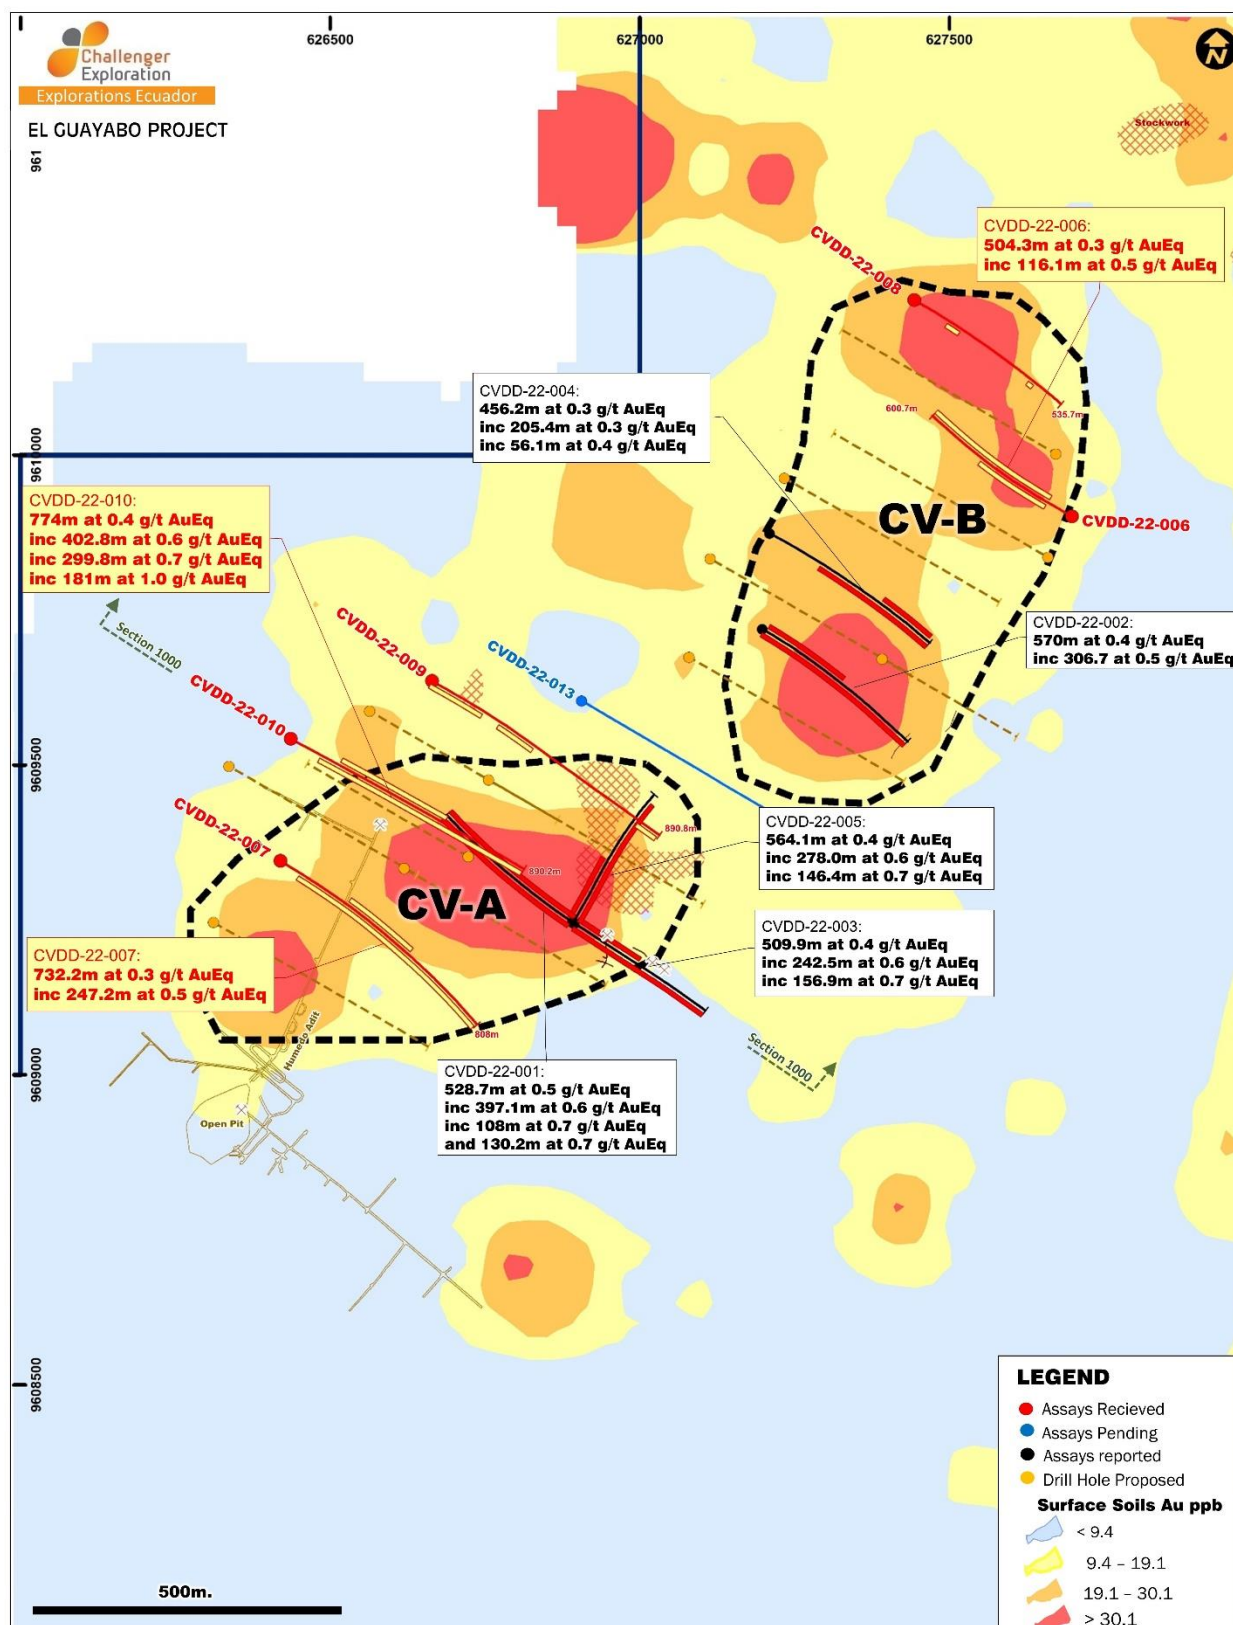 626500
627000
627500
N
Challenger
Exploration
Explorations Ecuador
EL GUAYABO PROJECT
961
Stockwork
CVDD-22-006:
504.3m at 0.3 g/t AuEq
inc 116.1m at 0.5 g/t AuEq
CVDD-22-008
CVDD-22-004:
456.2m at 0.3 g/t AuEq
inc 205.4m at 0.3 g/t AuEq
inc 56.1m at 0.4 g/t AuEq
600.7m
535.7m
9610000
CVDD-22-010:
774m at 0.4 g/t AuEq
inc 402.8m at 0.6 g/t AuEq
inc 299.8m at 0.7 g/t AuEq
inc 181m at 1.0 g/t AuEq
CV-B
CVDD-22-006
Section 1000
CVDD-22-009
CVDD-22-013
CVDD-22-002:
570m at 0.4 g/t AuEq
inc 306.7 at 0.5 g/t AuEq
CVDD-22-010
9609500
CVDD-22-007
890.8m
CVDD-22-005:
564.1m at 0.4 g/t AuEq
inc 278.0m at 0.6 g/t AuEq
inc 146.4m at 0.7 g/t AuEq
890.2m
CV-A
CVDD-22-003:
509.9m at 0.4 g/t AuEq
inc 242.5m at 0.6 g/t AuEq
inc 156.9m at 0.7 g/t AuEq
CVDD-22-007:
732.2m at 0.3 g/t AuEq
inc 247.2m at 0.5 g/t AuEq
808m
Humedo Adit
Section 1000
9609000
CVDD-22-001:
528.7m at 0.5 g/t AuEq
inc 397.1m at 0.6 g/t AuEq
inc 108m at 0.7 g/t AuEq
and 130.2m at 0.7 g/t AuEq
Open Pit
9608500
LEGEND
Assays Recieved
Assays Pending
Assays reported
Drill Hole Proposed
Surface Soils Au ppb
< 9.4
9.4 – 19.1
19.1 – 30.1
> 30.1
500m.